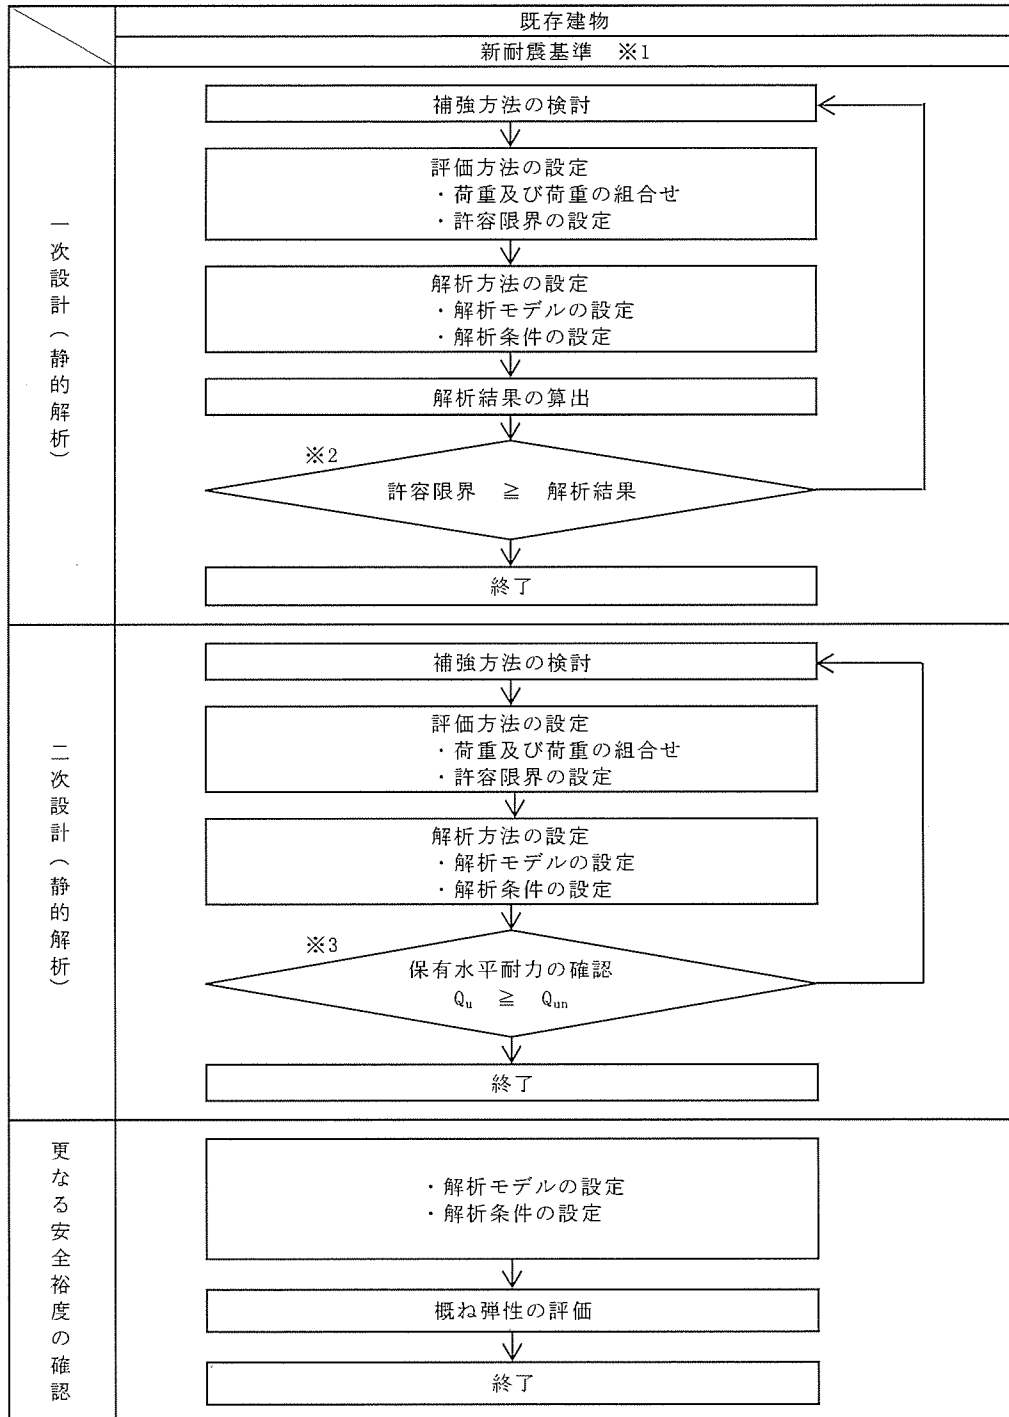 既存建物
新耐震基準　※1
一次設計（静的解析）
補強方法の検討
評価方法の設定
・荷重及び荷重の組合せ
・許容限界の設定
解析方法の設定
・解析モデルの設定
・解析条件の設定
解析結果の算出
※2
許容限界　≧　解析結果
終了
二次設計（静的解析）
補強方法の検討
評価方法の設定
・荷重及び荷重の組合せ
・許容限界の設定
解析方法の設定
・解析モデルの設定
・解析条件の設定
※3
保有水平耐力の確認
Qu　≧　Qun
終了
更なる安全裕度の確認
・解析モデルの設定
・解析条件の設定
概ね弾性の評価
終了